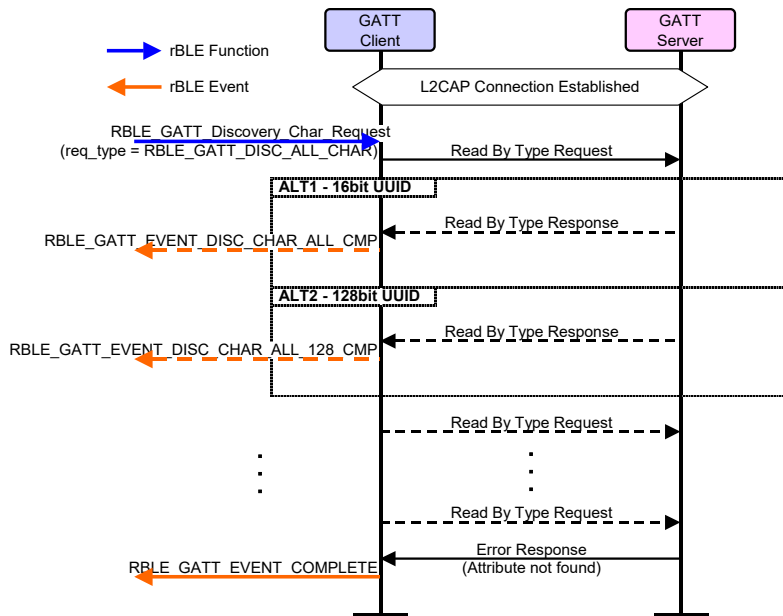 GATT
Client
GATT
Server
rBLE Function
rBLE Event
L2CAP Connection Established
RBLE_GATT_Discovery_Char_Request
(req_type = RBLE_GATT_DISC_ALL_CHAR)
Read By Type Request
ALT1 - 16bit UUID
Read By Type Response
RBLE_GATT_EVENT_DISC_CHAR_ALL_CMP
ALT2 - 128bit UUID
Read By Type Response
RBLE_GATT_EVENT_DISC_CHAR_ALL_128_CMP
Read By Type Request
Read By Type Request
Error Response
(Attribute not found)
RBLE_GATT_EVENT_COMPLETE